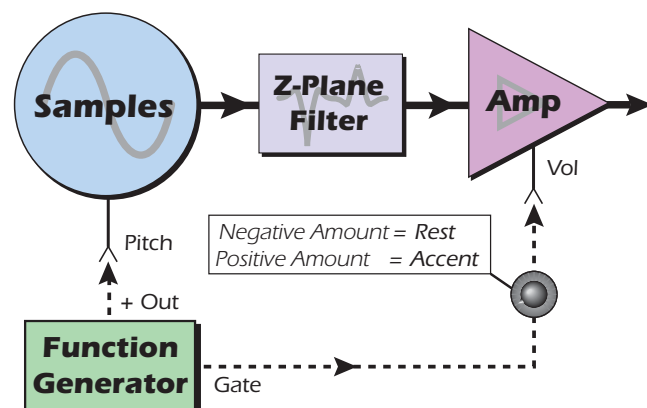 Samples
Z-Plane
Filter
Amp
Vol
Pitch
Negative Amount = Rest
Positive Amount = Accent
+ Out
Function
Generator
Gate